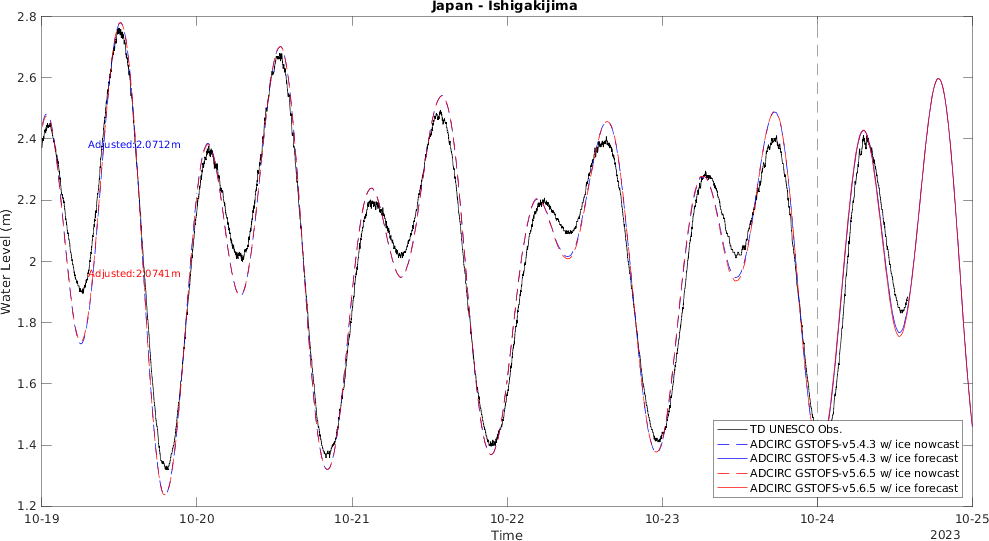 Japan - Ishigakijima
2.8
2.6
2.4
2.2
2
1.8
1.6
1.4
1.2
Water Level (m)
Adjusted:2.0712m
Adjusted:2.0741m
TD UNESCO Obs.
ADCIRC GSTOFS-v5.4.3 w/ ice nowcast
ADCIRC GSTOFS-v5.4.3 w/ ice forecast
ADCIRC GSTOFS-v5.6.5 w/ ice nowcast
ADCIRC GSTOFS-v5.6.5 w/ ice forecast
10-19
10-20
10-21
10-22
10-23
10-24
10-25
Time
2023